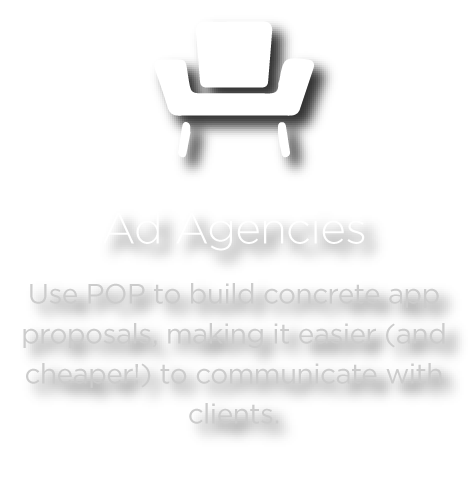 Ad Agencies
Use POP to build concrete app
proposals, making it easier (and
cheaper!) to communicate with
clients.